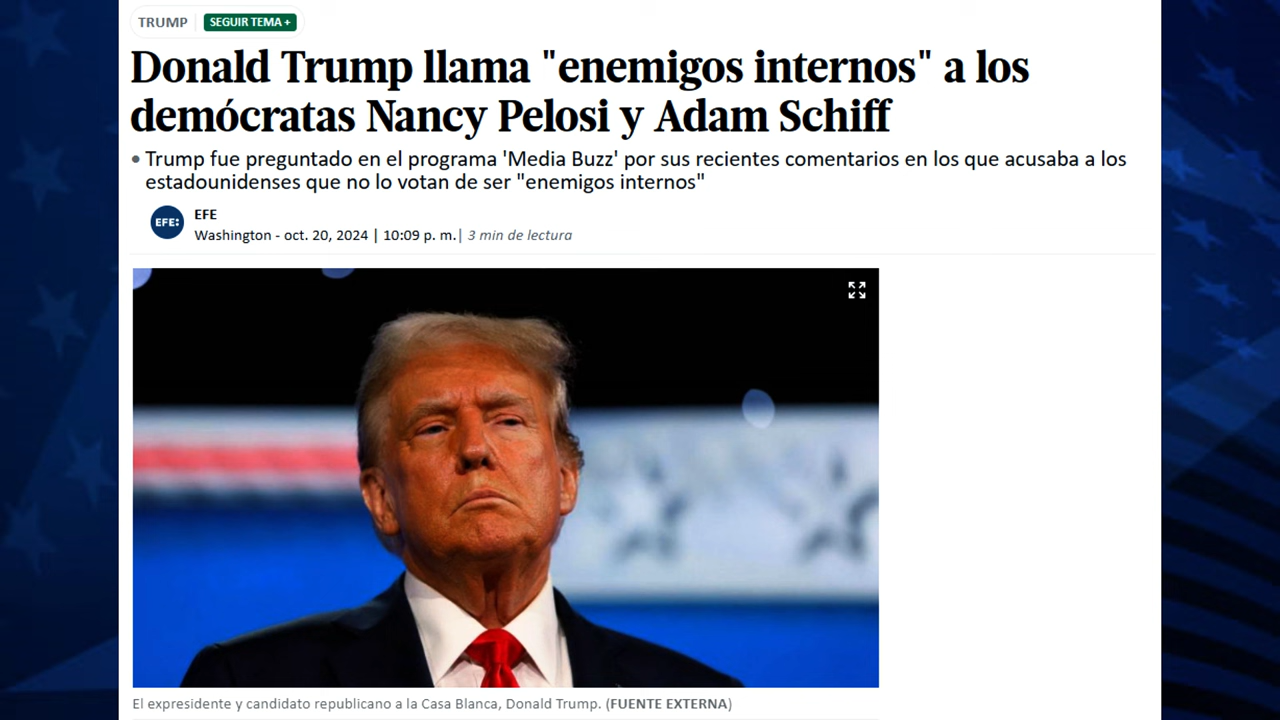 TRUMP
SEGUIR TEMA +
Donald Trump llama "enemigos internos" a los
demócratas Nancy Pelosi y Adam Schiff
• Trump fue preguntado en el programa 'Media Buzz' por sus recientes comentarios en los que acusaba a los
estadounidenses que no lo votan de ser "enemigos internos"
EFE:
EFE
Washington - oct. 20, 2024 | 10:09 p. m.| 3 min de lectura
El expresidente y candidato republicano a la Casa Blanca, Donald Trump. (FUENTE EXTERNA)